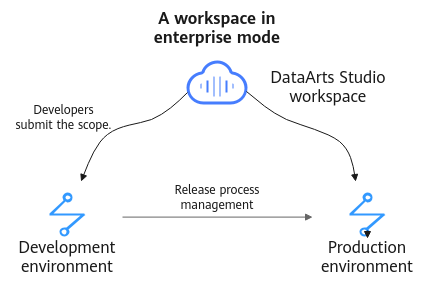 A workspace in
enterprise mode
DataArts Studio
workspace
Developers
submit the scope.
Release process
management
Development
environment
Production
environment